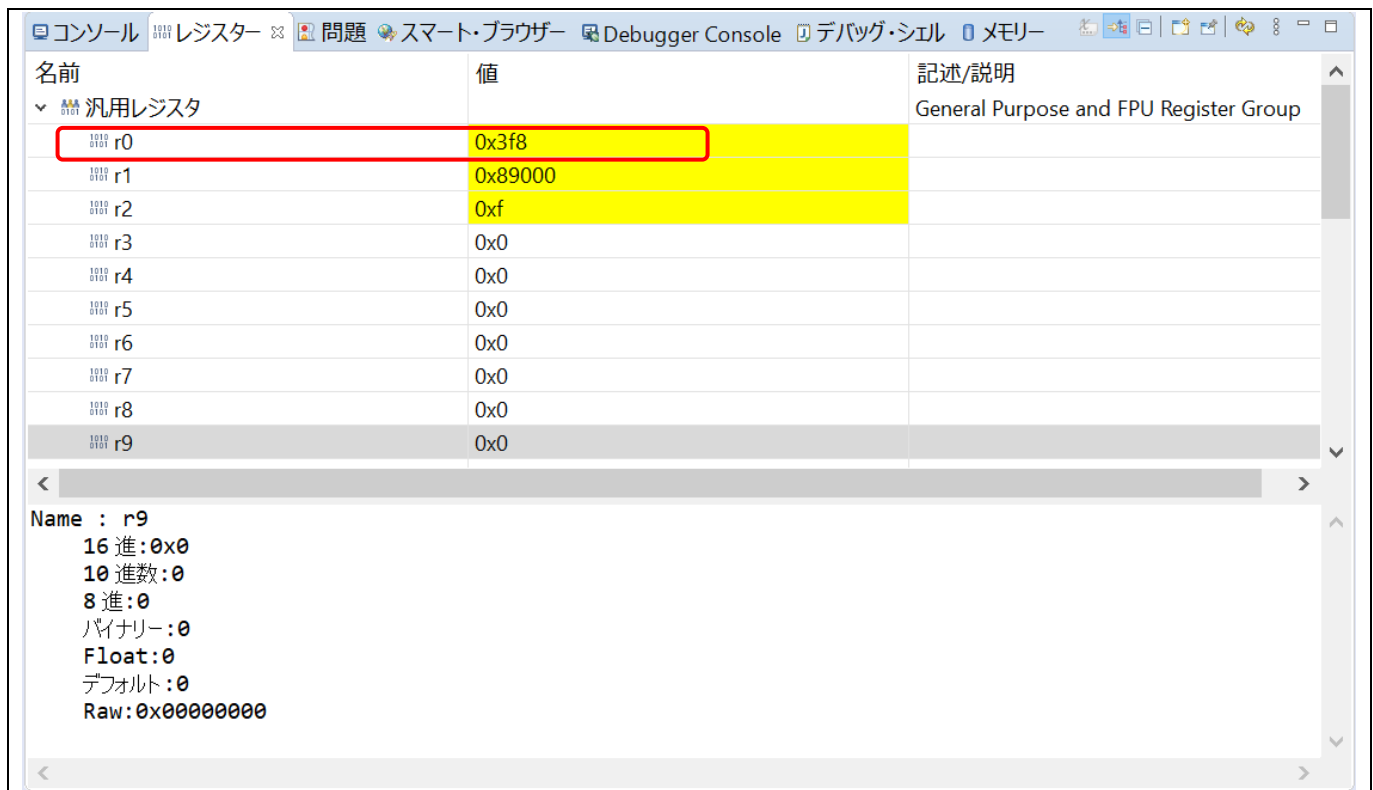 コンソール レジスター 問題 スマート・ブラウザー Debugger Console デバッグ・シェル メモリー
名前 値 記述/説明
汎用レジスタ General Purpose and FPU Register Group
r0 0x3f8
r1 0x89000
r2 0xf
r3 0x0
r4 0x0
r5 0x0
r6 0x0
r7 0x0
r8 0x0
r9 0x0
Name : r9
16 進:0x0
10 進数:0
8 進:0
バイナリー:0
Float:0
デフォルト:0
Raw:0x00000000